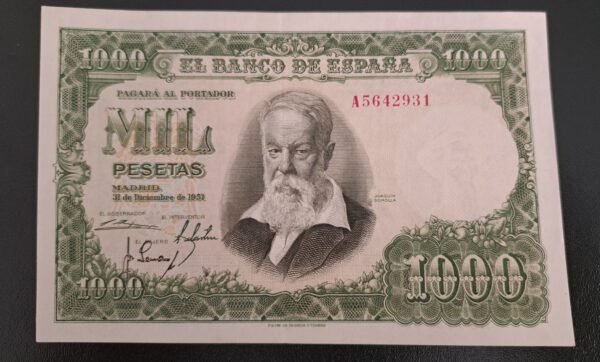 1000 1000
EL BANCO DE ESPAÑA
PAGARÁ AL PORTADOR
A5642931
MIL
PESETAS
MADRID,
31 de Diciembre de 1951
JOAQUIN
SOROLLA
EL GOBERNADOR EL INTERVENTOR
EL CAJERO
1000 1000